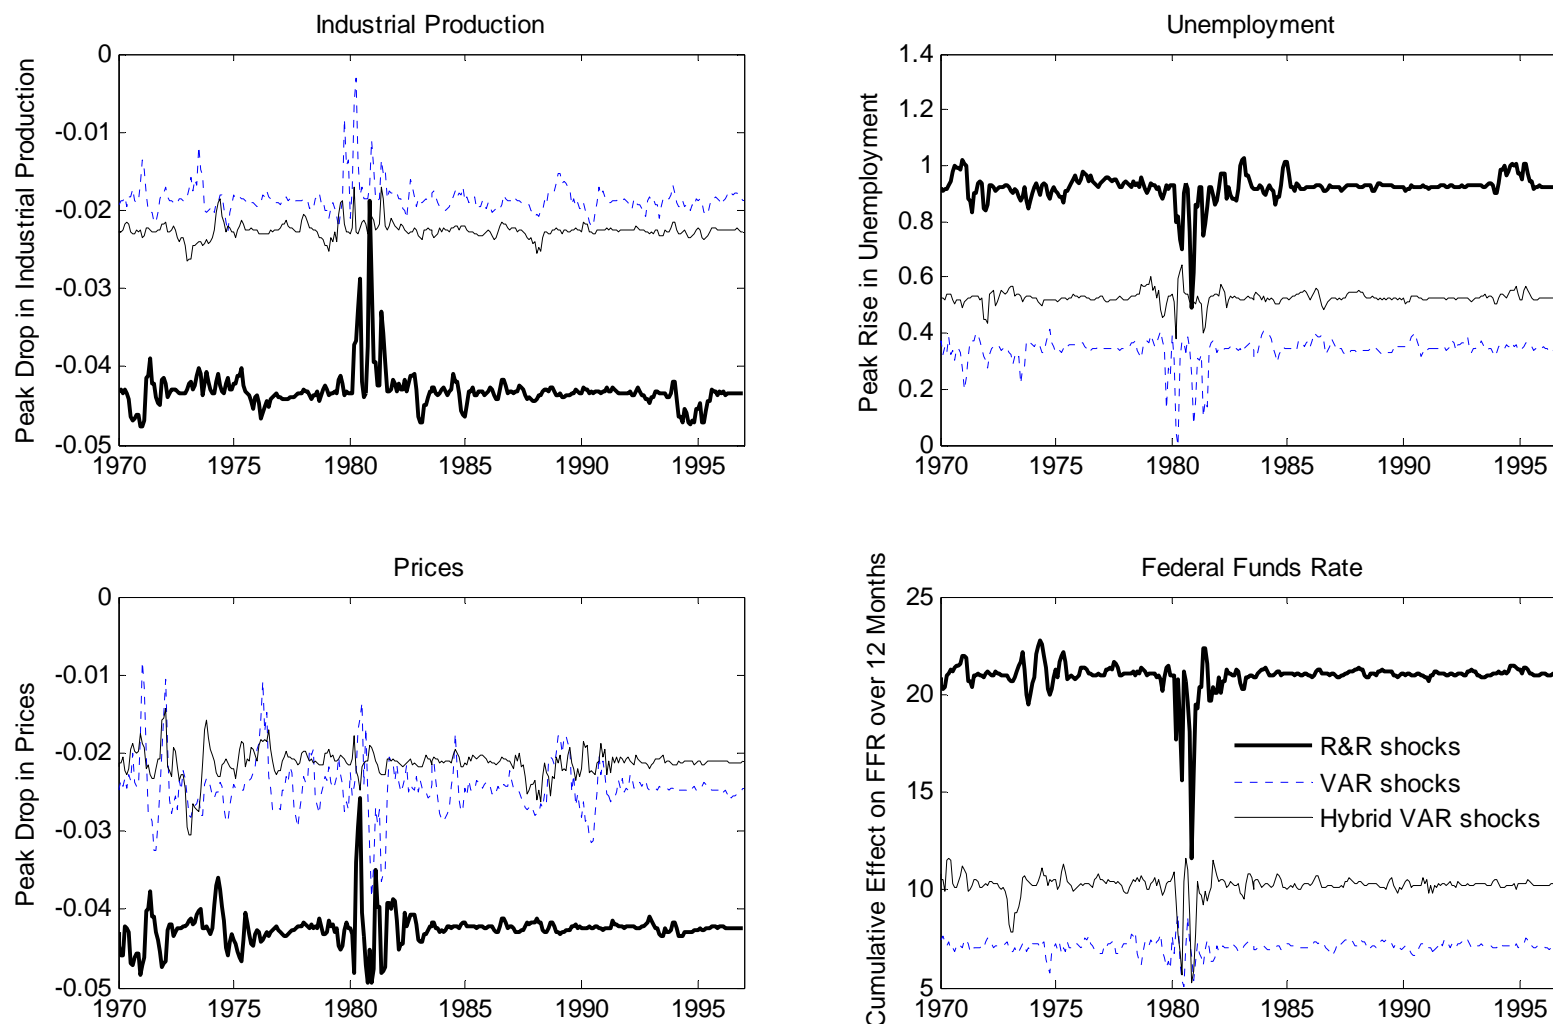 Industrial Production
Peak Drop in Industrial Production
0
-0.01
-0.02
-0.03
-0.04
-0.05
1970 1975 1980 1985 1990 1995
Unemployment
Peak Rise in Unemployment
1.4
1.2
1
0.8
0.6
0.4
0.2
0
1970 1975 1980 1985 1990 1995
Prices
Peak Drop in Prices
0
-0.01
-0.02
-0.03
-0.04
-0.05
1970 1975 1980 1985 1990 1995
Federal Funds Rate
Cumulative Effect on FFR over 12 Months
25
20
15
10
5
R&R shocks
VAR shocks
Hybrid VAR shocks
1970 1975 1980 1985 1990 1995